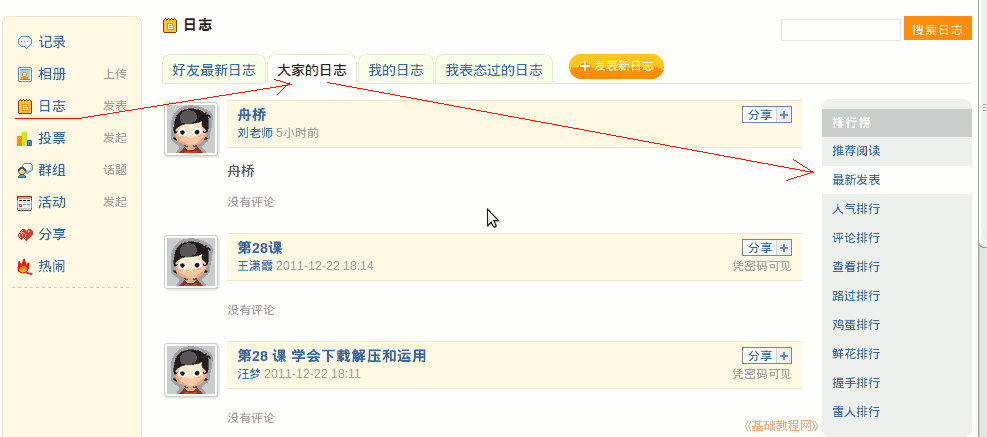 记录
相册 上传
日志 发表
投票 发起
群组 话题
活动 发起
分享
热闹
日志
搜索日志
好友最新日志 大家的日志 我的日志 我表态过的日志 发表新日志
舟桥 分享
刘老师 5小时前
舟桥
没有评论
第28课 分享
王潇霞 2011-12-22 18:14 凭密码可见
没有评论
第28 课 学会下载解压和运用 分享
汪梦 2011-12-22 18:11 凭密码可见
没有评论
排行榜
推荐阅读
最新发表
人气排行
评论排行
查看排行
路过排行
鸡蛋排行
鲜花排行
握手排行
雷人排行
《基础教程网》